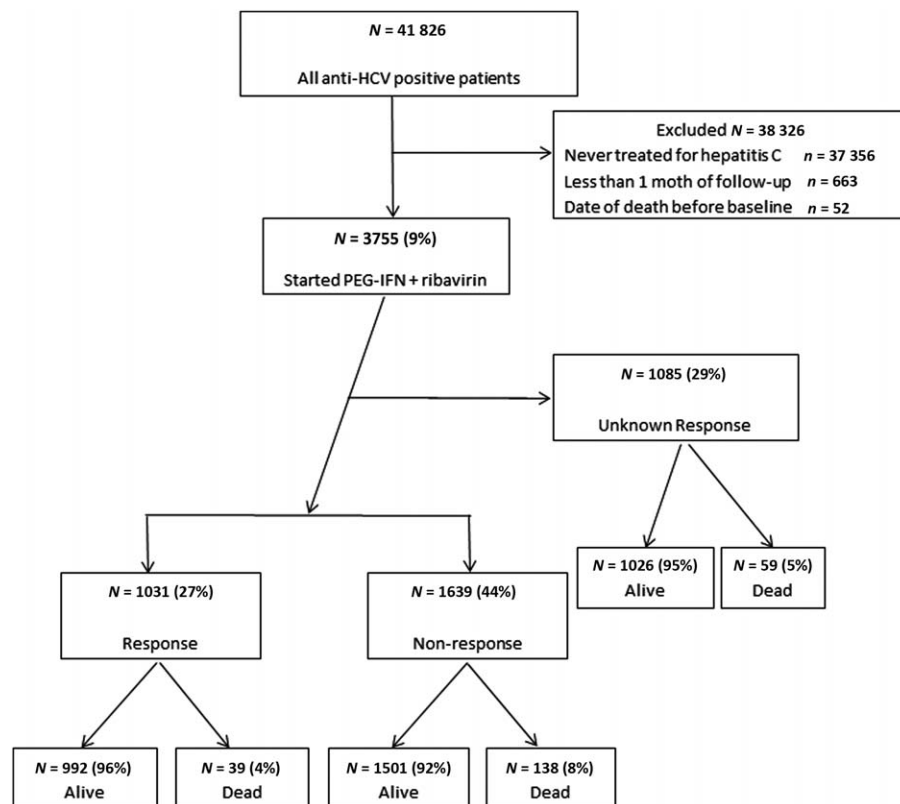 N = 41 826
All anti-HCV positive patients
Excluded N = 38 326
Never treated for hepatitis C n = 37 356
Less than 1 moth of follow-up n = 663
Date of death before baseline n = 52
N = 3755 (9%)
Started PEG-IFN + ribavirin
N = 1085 (29%)
Unknown Response
N = 1026 (95%)
Alive
N = 59 (5%)
Dead
N = 1031 (27%)
Response
N = 1639 (44%)
Non-response
N = 992 (96%)
Alive
N = 39 (4%)
Dead
N = 1501 (92%)
Alive
N = 138 (8%)
Dead